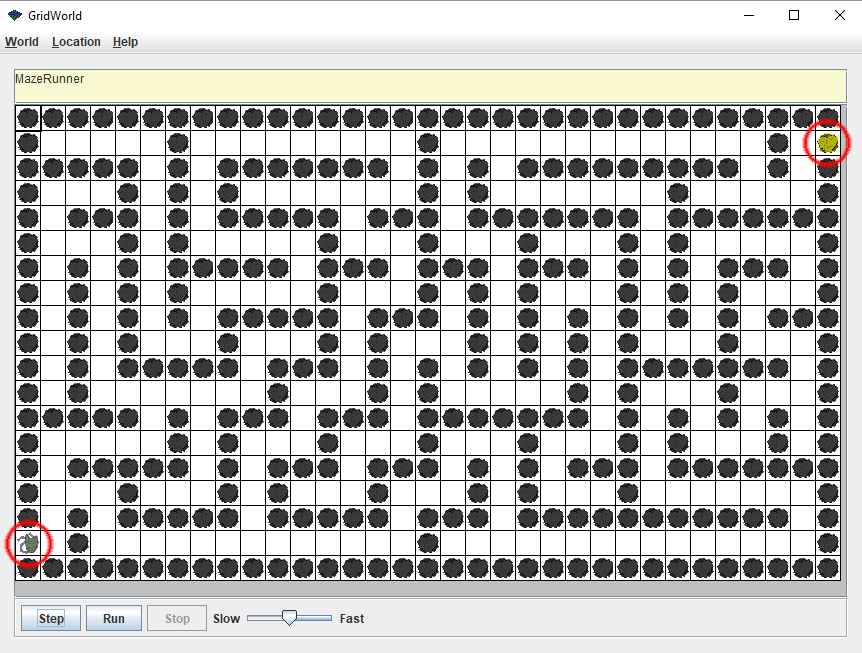 GridWorld
World Location Help
MazeRunner
Step Run Stop Slow Fast